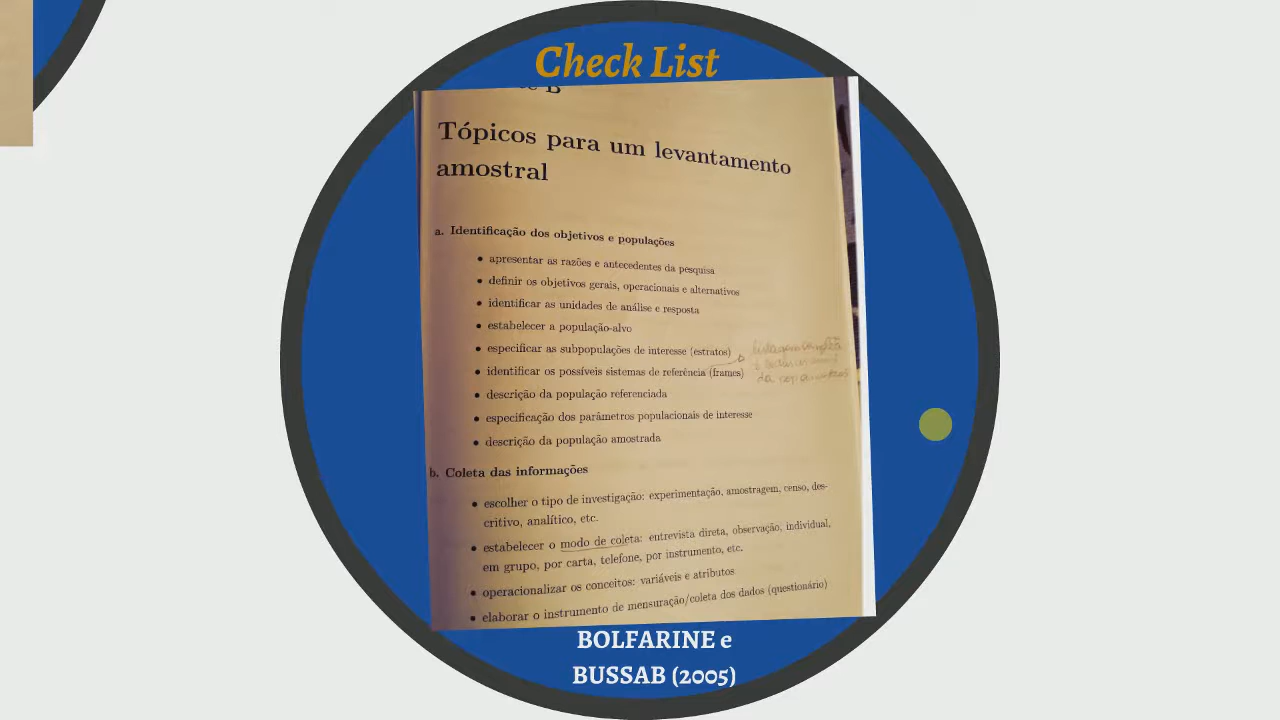 Check List
B
Tópicos para um levantamento
amostral
a. Identificação dos objetivos e populações
• apresentar as razões e antecedentes da pesquisa
• definir os objetivos gerais, operacionais e alternativos
• identificar as unidades de análise e resposta
• estabelecer a população-alvo
• especificar as subpopulações de interesse (estratos)
• identificar os possíveis sistemas de referência (frames)
• descrição da população referenciada
• especificação dos parâmetros populacionais de interesse
• descrição da população amostrada
b. Coleta das informações
• escolher o tipo de investigação: experimentação, amostragem, censo, des-
critivo, analítico, etc.
• estabelecer o modo de coleta: entrevista direta, observação, individual,
em grupo, por carta, telefone, por instrumento, etc.
• operacionalizar os conceitos: variáveis e atributos
• elaborar o instrumento de mensuração/coleta dos dados (questionário)
BOLFARINE e
BUSSAB (2005)